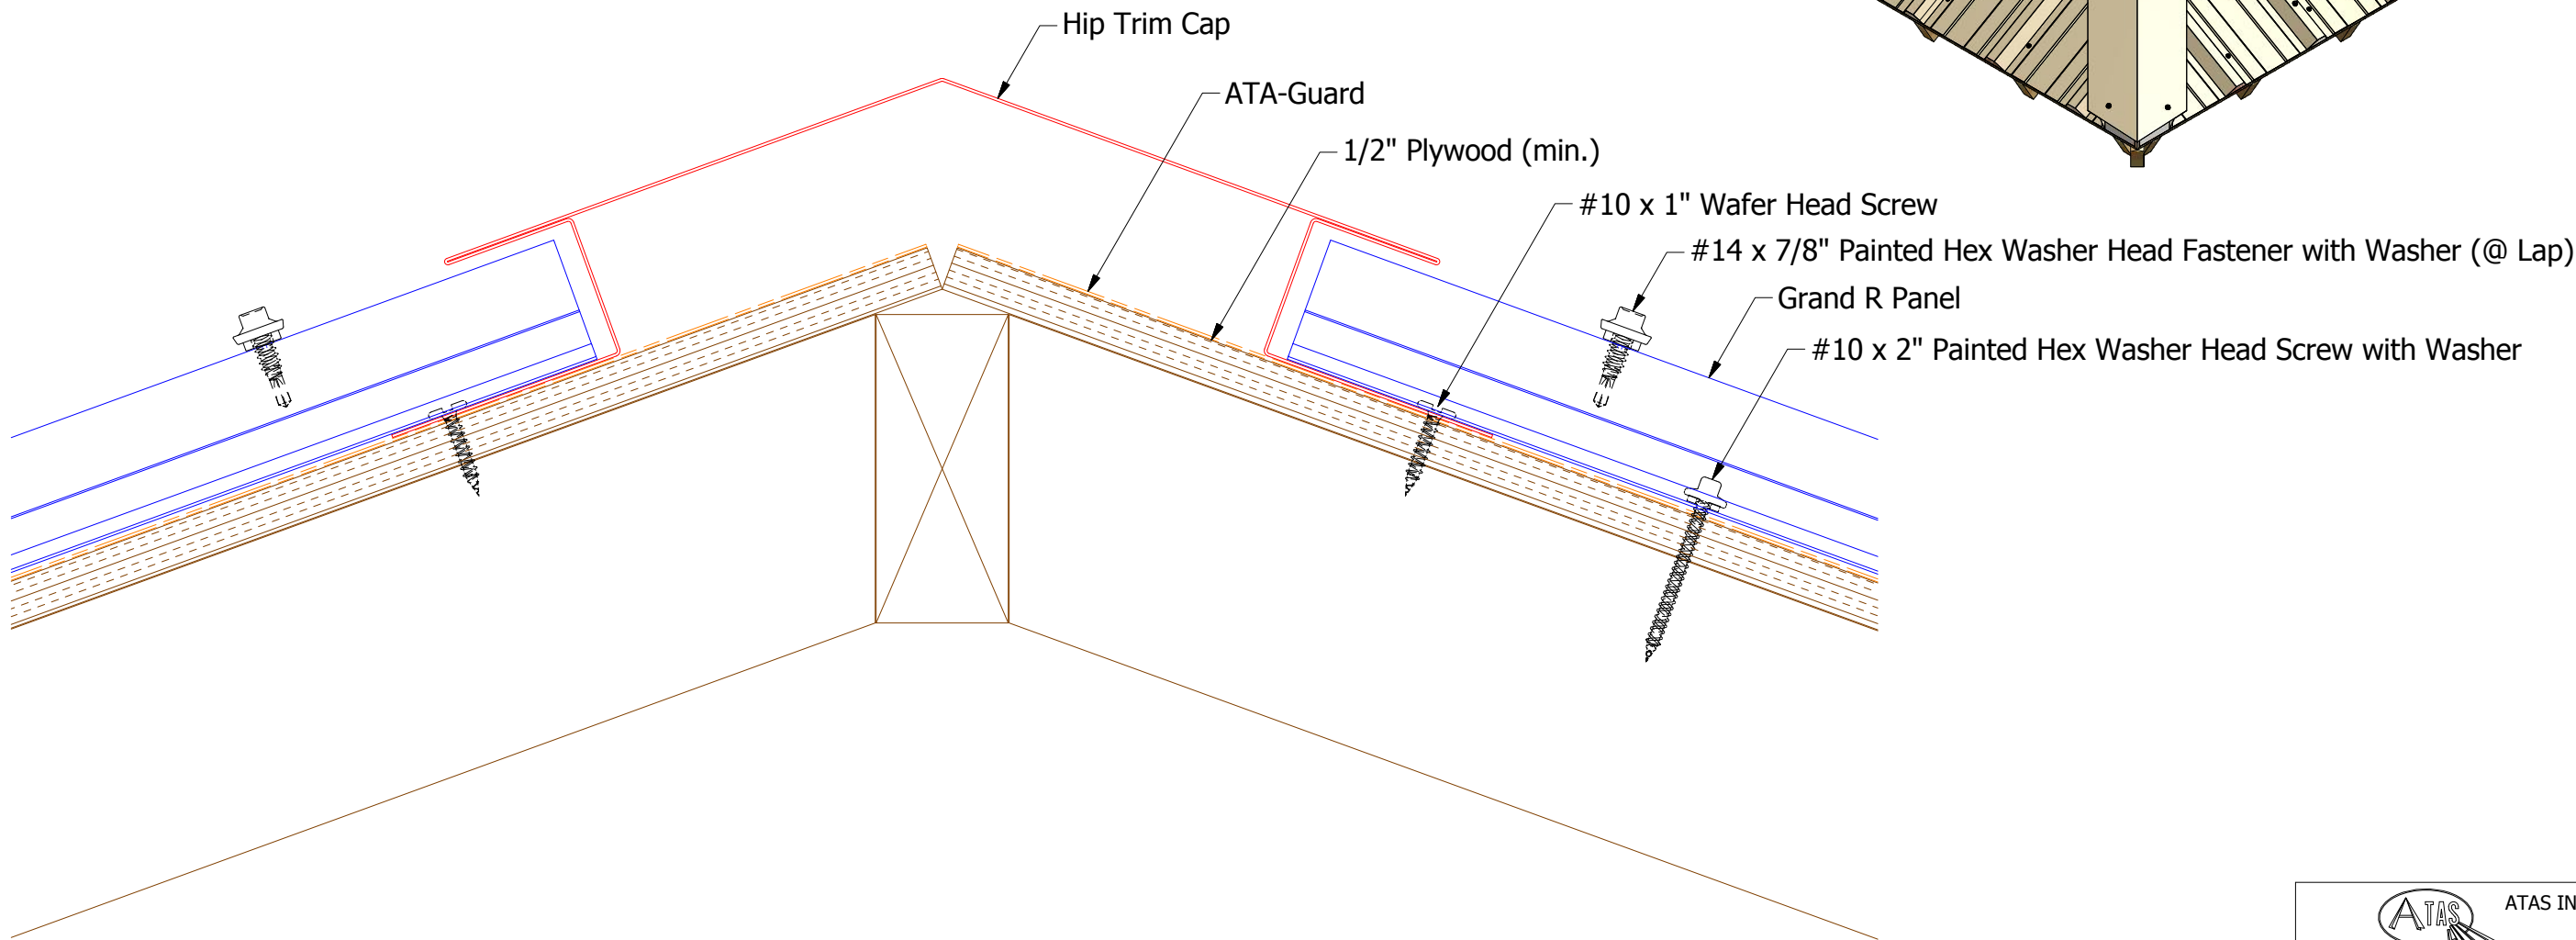 Hip Trim Cap
ATA-Guard
1/2" Plywood (min.)
#10 x 1" Wafer Head Screw
#14 x 7/8" Painted Hex Washer Head Fastener with Washer (@ Lap)
Grand R Panel
#10 x 2" Painted Hex Washer Head Screw with Washer
ATAS
ATAS IN